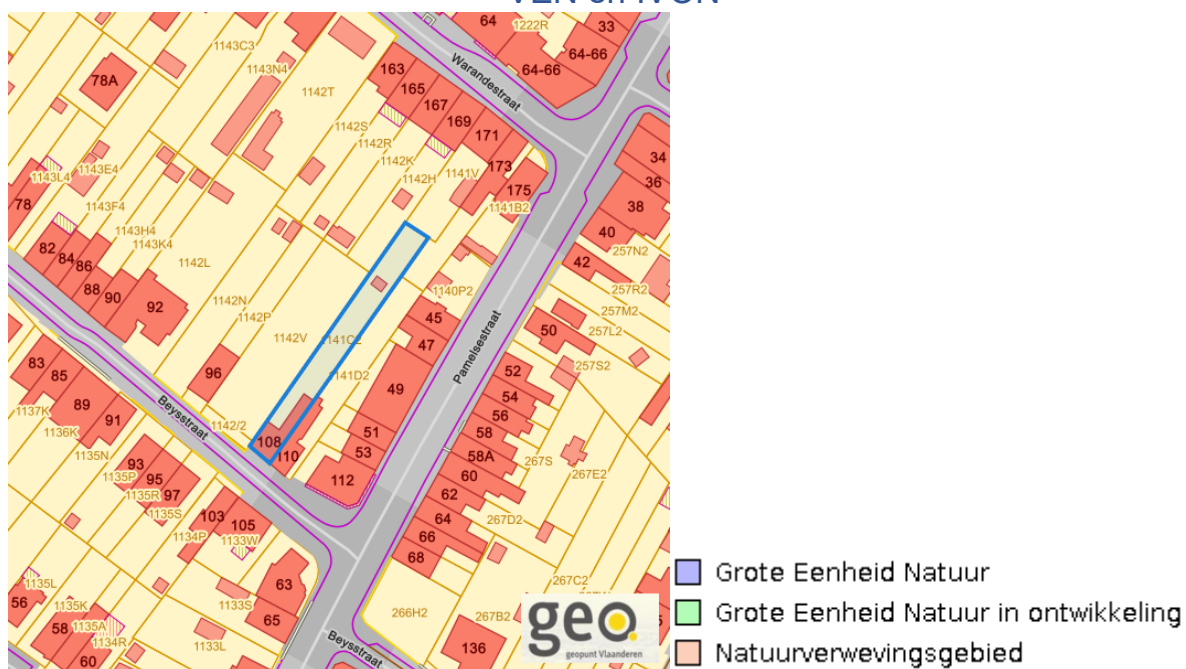 VEN en IVON
64
1222R
33
64-66
64-66
1143C3
1143N4
78A
163
Warandestraat
165
1142T
167
169
1142S
171
34
1142R
36
1143E4
1142K
173
1143L4
1142H
1141V
175
38
78
1143F4
1141B2
40
1143H4
257N2
82
1143K4
84
42
86
1142L
88
257R2
90
1140P2
92
1142N
257M2
1142P
45
50
257L2
1142V
1141C2
47
Pamelsestraat
83
257S2
85
96
1141D2
52
49
54
89
Beysstraat
56
1137K
91
1142/2
51
58
1136K
108
53
58A
267S
1135N
110
93
60
267E2
1135P
95
112
62
1135R
97
1135S
103
105
64
267D2
1134P
1133W
66
68
1135L
63
267C2
56
1135K
1133S
266H2
267B2
1135A
65
58
1134R
1133L
60
Beysstraat
136
geo
geopunt Vlaanderen
Grote Eenheid Natuur
Grote Eenheid Natuur in ontwikkeling
Natuurverwevingsgebied